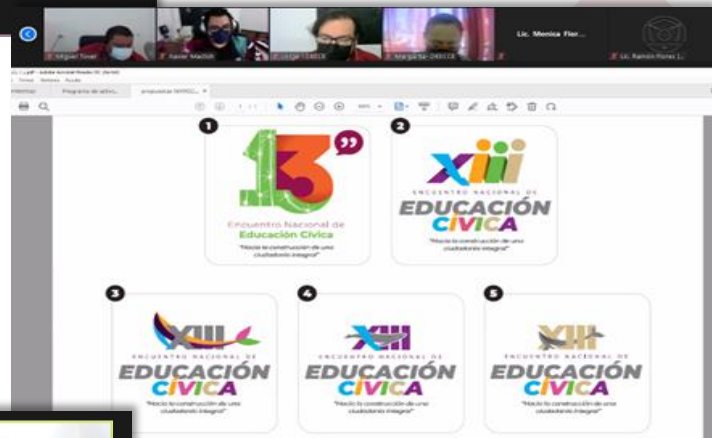 Miguel Tover
Xavier Madish
Lic. Monica Fier...
Lic. Ramón Flores L...
Programa de activ...
1
13
Encuentro Nacional de
Educación Cívica
"Hacia la construcción de una
ciudadanía integral"
2
XIII
ENCUENTRO NACIONAL DE
EDUCACIÓN
CÍVICA
"Hacia la construcción de una
ciudadanía integral"
3
XIII
ENCUENTRO NACIONAL DE
EDUCACIÓN
CÍVICA
"Hacia la construcción de una
ciudadanía integral"
4
XIII
ENCUENTRO NACIONAL DE
EDUCACIÓN
CÍVICA
"Hacia la construcción de una
ciudadanía integral"
5
XIII
ENCUENTRO NACIONAL DE
EDUCACIÓN
CÍVICA
"Hacia la construcción de una
ciudadanía integral"